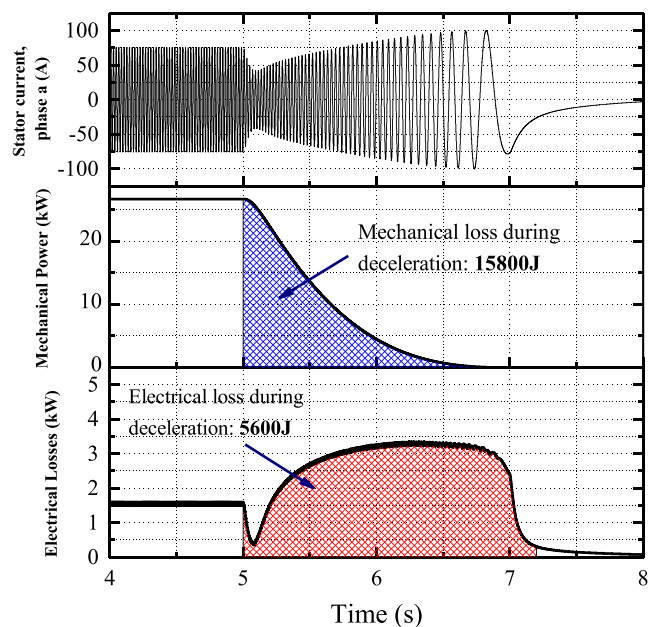 100
50
0
-50
-100
Stator current,
phase a (A)
20
10
0
Mechanical Power (kW)
Mechanical loss during
deceleration: 15800J
5
4
3
2
1
0
Electrical Losses (kW)
Electrical loss during
deceleration: 5600J
4
5
6
7
8
Time (s)